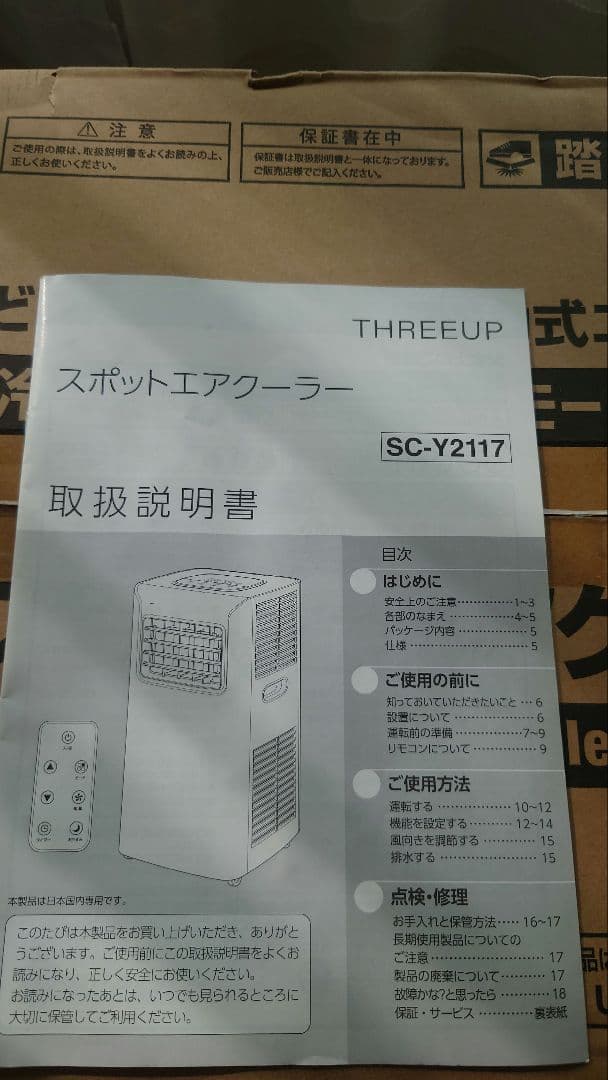 ⚠注意
ご使用の際は、取扱説明書をよくお読みの上、
正しくお使いください。
保証書在中
保証書は取扱説明書と一体になっております。
ご販売店様でご記入ください。
踏
ど
式コ
冷
モー
THREEUP
スポットエアクーラー
SC-Y2117
取扱説明書
目次
はじめに
安全上のご注意……………1~3
各部のなまえ………………4~5
パッケージ内容………………5
仕様……………………………5
ご使用の前に
知っておいていただきたいこと…6
設置について…………………6
運転前の準備………………7~9
リモコンについて……………9
ご使用方法
運転する…………………10~12
機能を設定する…………12~14
風向きを調節する……………15
排水する………………………15
点検・修理
お手入れと保管方法……16~17
長期使用製品についての
ご注意…………………………17
製品の廃棄について…………17
故障かな?と思ったら………18
保証・サービス…………裏表紙
本製品は日本国内専用です。
このたびは本製品をお買い上げいただき、ありがと
うございます。ご使用前にこの取扱説明書をよくお
読みになり、正しく安全にお使いください。
お読みになったあとは、いつでも見られるところに
大切に保管してご利用ください。
ク
le
品は